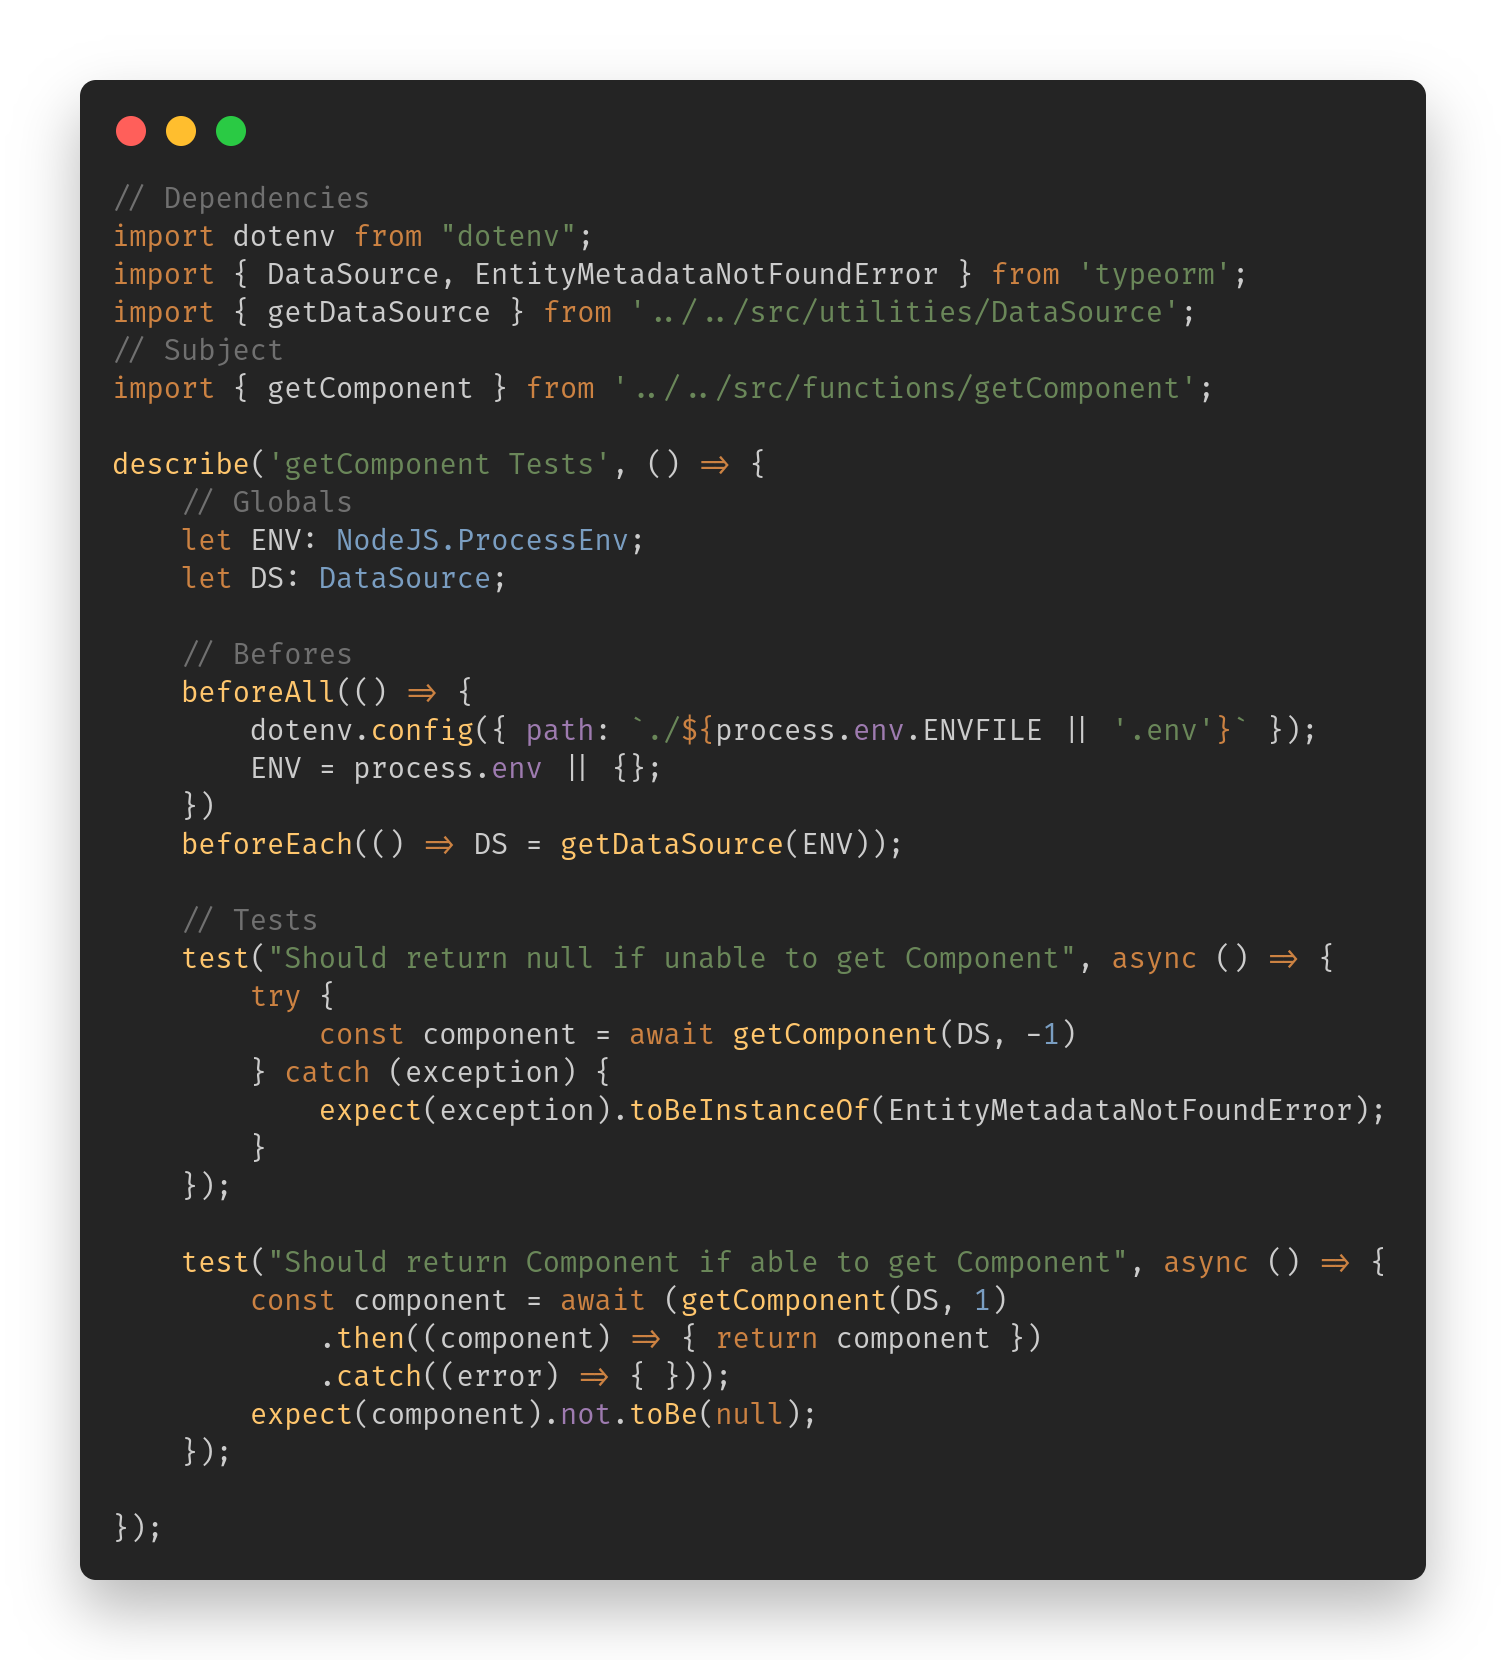 // Dependencies
import dotenv from "dotenv";
import { DataSource, EntityMetadataNotFoundError } from 'typeorm';
import { getDataSource } from '../../src/utilities/DataSource';
// Subject
import { getComponent } from '../../src/functions/getComponent';

describe('getComponent Tests', () => {
    // Globals
    let ENV: NodeJS.ProcessEnv;
    let DS: DataSource;

    // Befores
    beforeAll(() => {
        dotenv.config({ path: `./${process.env.ENVFILE || '.env'}` });
        ENV = process.env || {};
    })
    beforeEach(() => DS = getDataSource(ENV));

    // Tests
    test("Should return null if unable to get Component", async () => {
        try {
            const component = await getComponent(DS, -1)
        } catch (exception) {
            expect(exception).toBeInstanceOf(EntityMetadataNotFoundError);
        }
    });

    test("Should return Component if able to get Component", async () => {
        const component = await (getComponent(DS, 1)
            .then((component) => { return component })
            .catch((error) => { }));
        expect(component).not.toBe(null);
    });

});